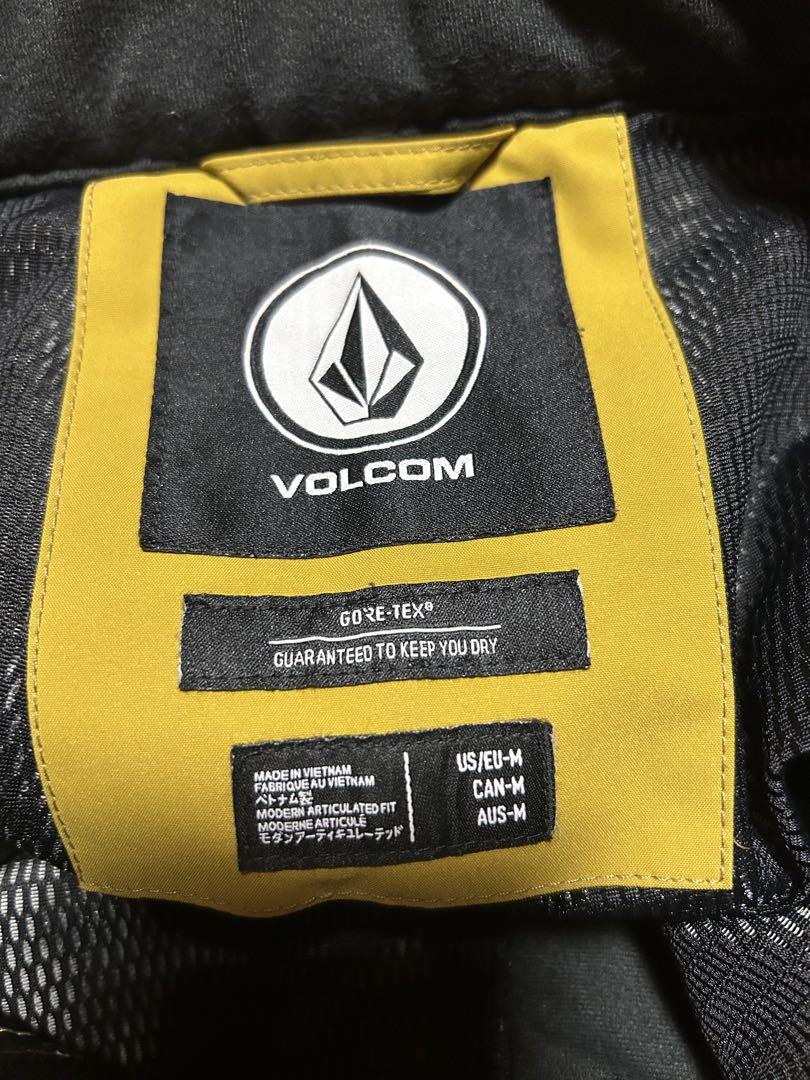 VOLCOM
GORE-TEX®
GUARANTEED TO KEEP YOU DRY
MADE IN VIETNAM
FABRIQUE AU VIETNAM
ベトナム製
MODERN ARTICULATED FIT
MODERNE ARTICULÉ
モダンアーティキュレーテッド
US/EU-M
CAN-M
AUS-M